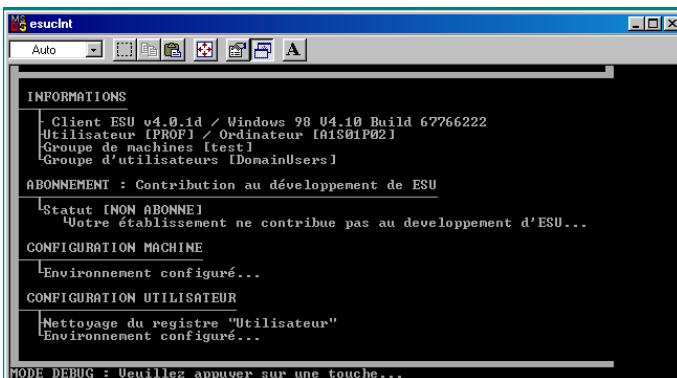 esuclnt
Auto
A
INFORMATIONS
Client ESU v4.0.1d / Windows 98 V4.10 Build 67766222
Utilisateur [PROF] / Ordinateur [A1S01P02]
Groupe de machines [test]
Groupe d'utilisateurs [DomainUsers]
ABONNEMENT : Contribution au développement de ESU
Statut [NON ABONNE]
Votre établissement ne contribue pas au developpement d'ESU...
CONFIGURATION MACHINE
Environnement configuré...
CONFIGURATION UTILISATEUR
Nettoyage du registre "Utilisateur"
Environnement configuré...
MODE DEBUG : Veuillez appuyer sur une touche...